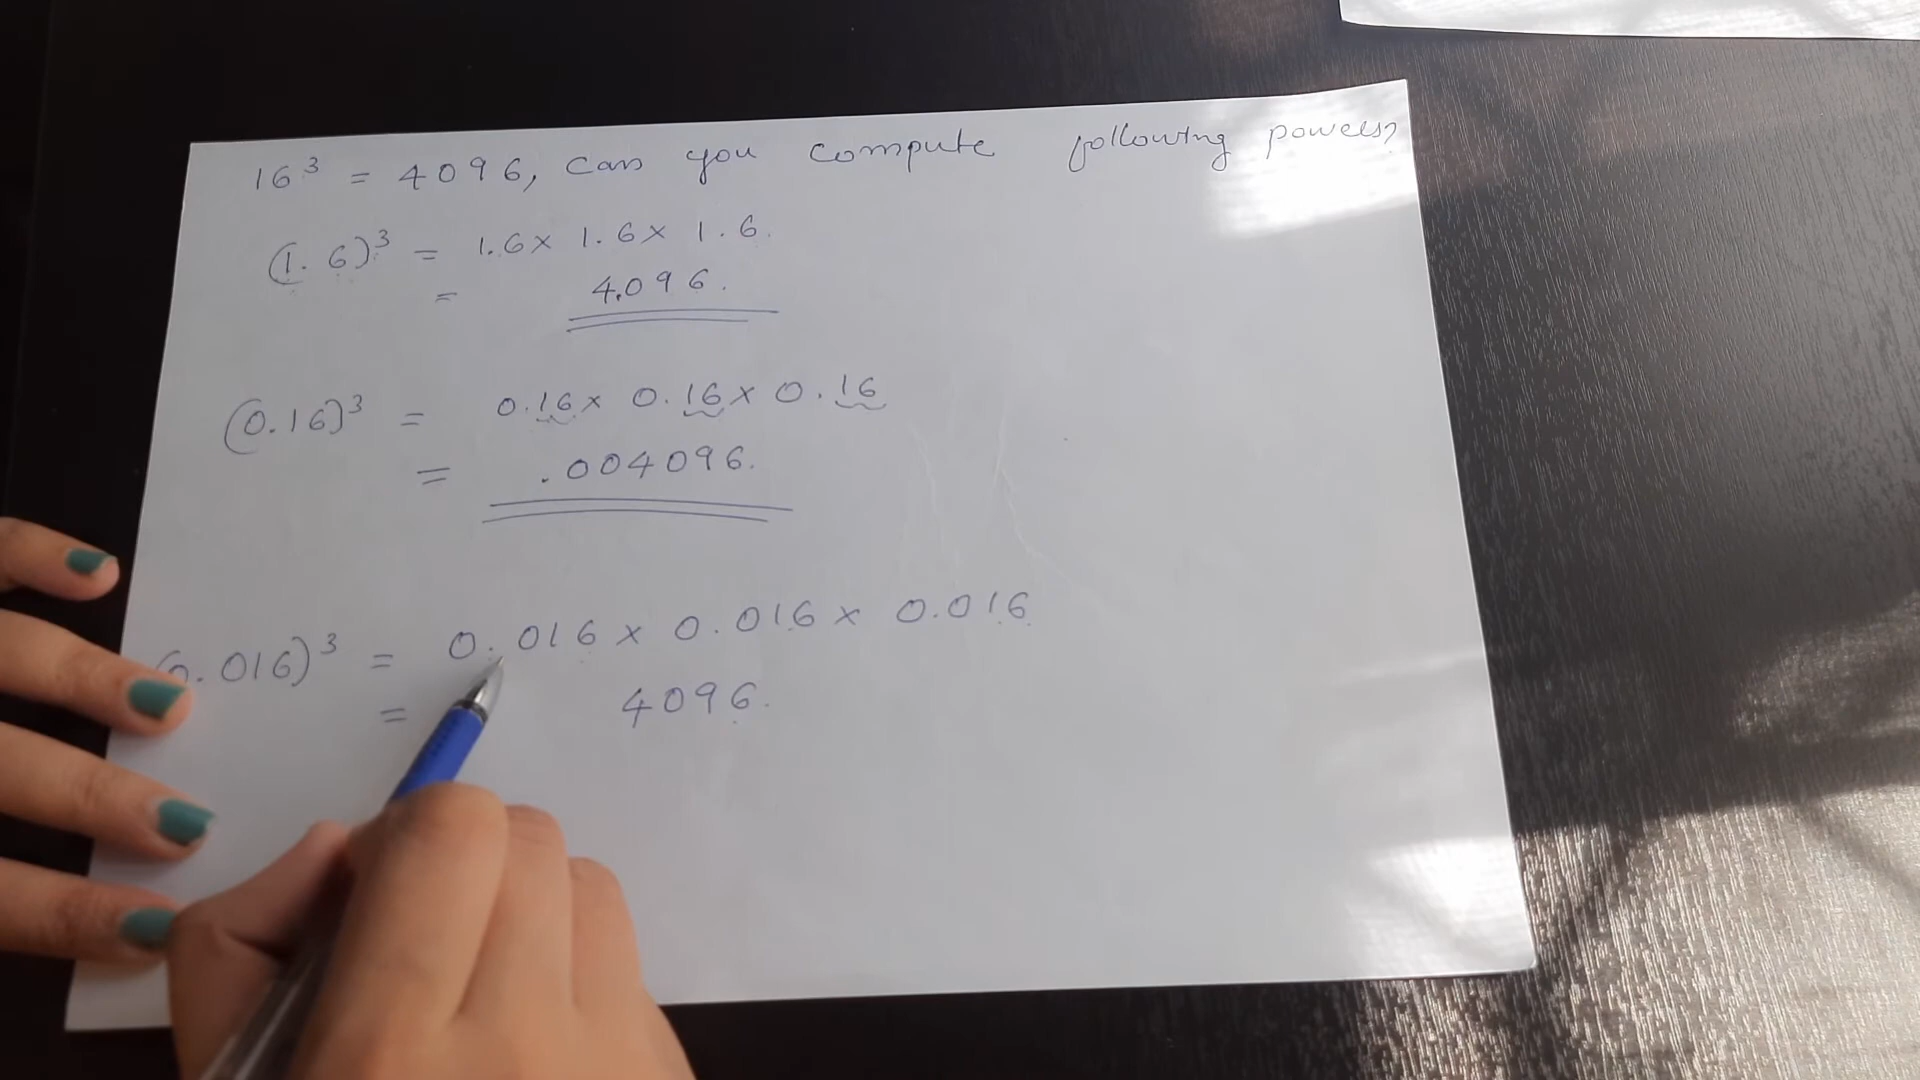 16³ = 4096, can you compute following powers?
(1.6)³ = 1.6 x 1.6 x 1.6
= 4.096.
(0.16)³ = 0.16 x 0.16 x 0.16
= .004096.
0.016)³ = 0.016 x 0.016 x 0.016
= 4096.